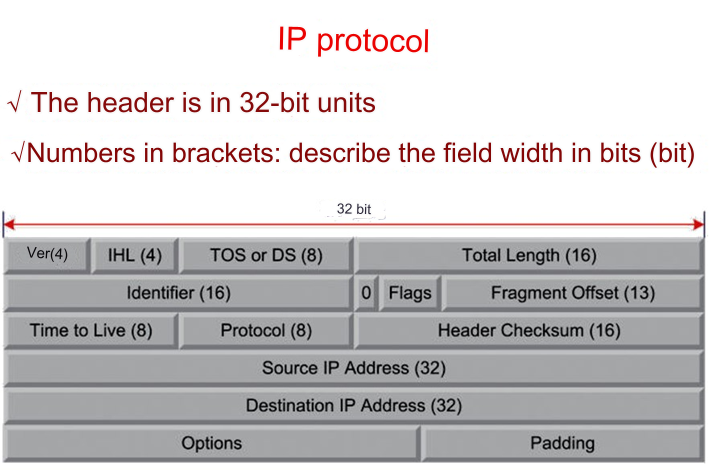 IP protocol
√ The header is in 32-bit units
√Numbers in brackets: describe the field width in bits (bit)
32 bit
Ver(4) IHL (4) TOS or DS (8) Total Length (16)
Identifier (16) 0 Flags Fragment Offset (13)
Time to Live (8) Protocol (8) Header Checksum (16)
Source IP Address (32)
Destination IP Address (32)
Options Padding